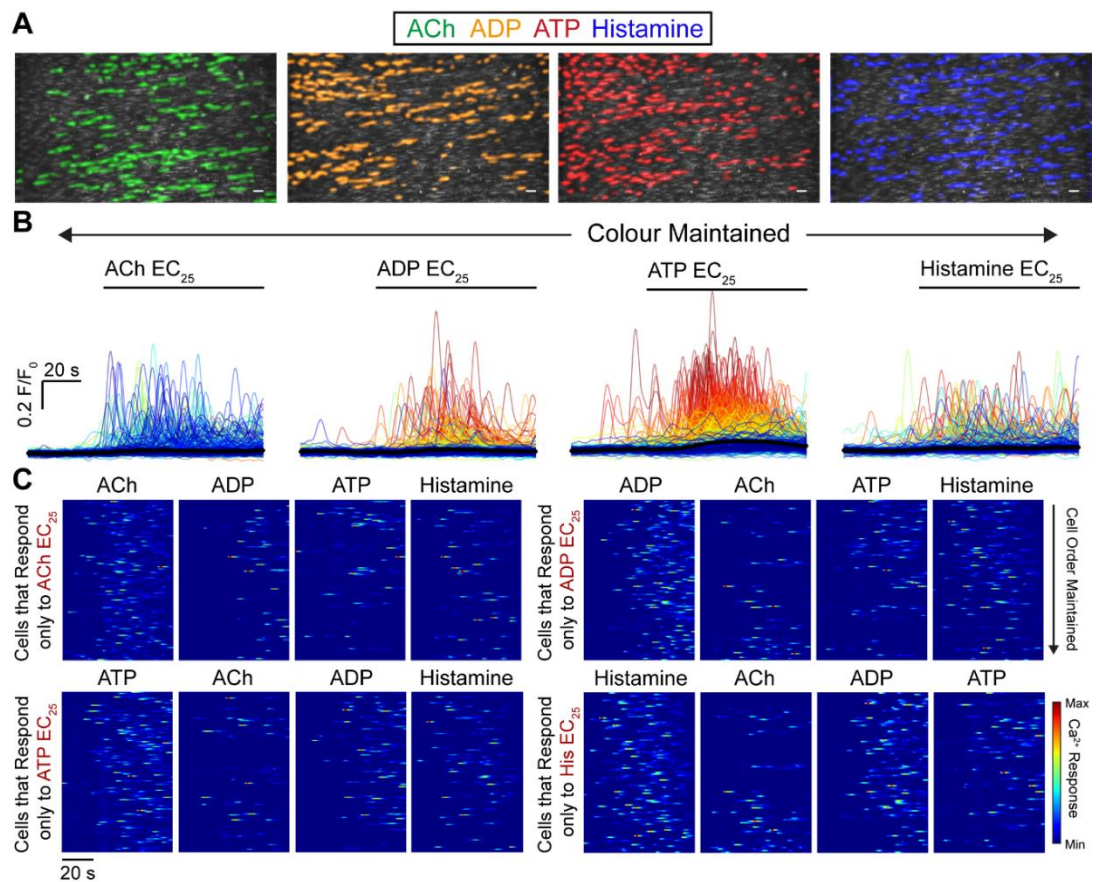 A
ACh ADP ATP Histamine
B
Colour Maintained
ACh EC25
ADP EC25
ATP EC25
Histamine EC25
0.2 F/F0
20 s
C
ACh ADP ATP Histamine
Cells that Respond
only to ACh EC25
ADP ACh ATP Histamine
Cells that Respond
only to ADP EC25
Cell Order Maintained
ATP ACh ADP Histamine
Cells that Respond
only to ATP EC25
Histamine ACh ADP ATP
Cells that Respond
only to His EC25
Max
Ca2+ Response
Min
20 s